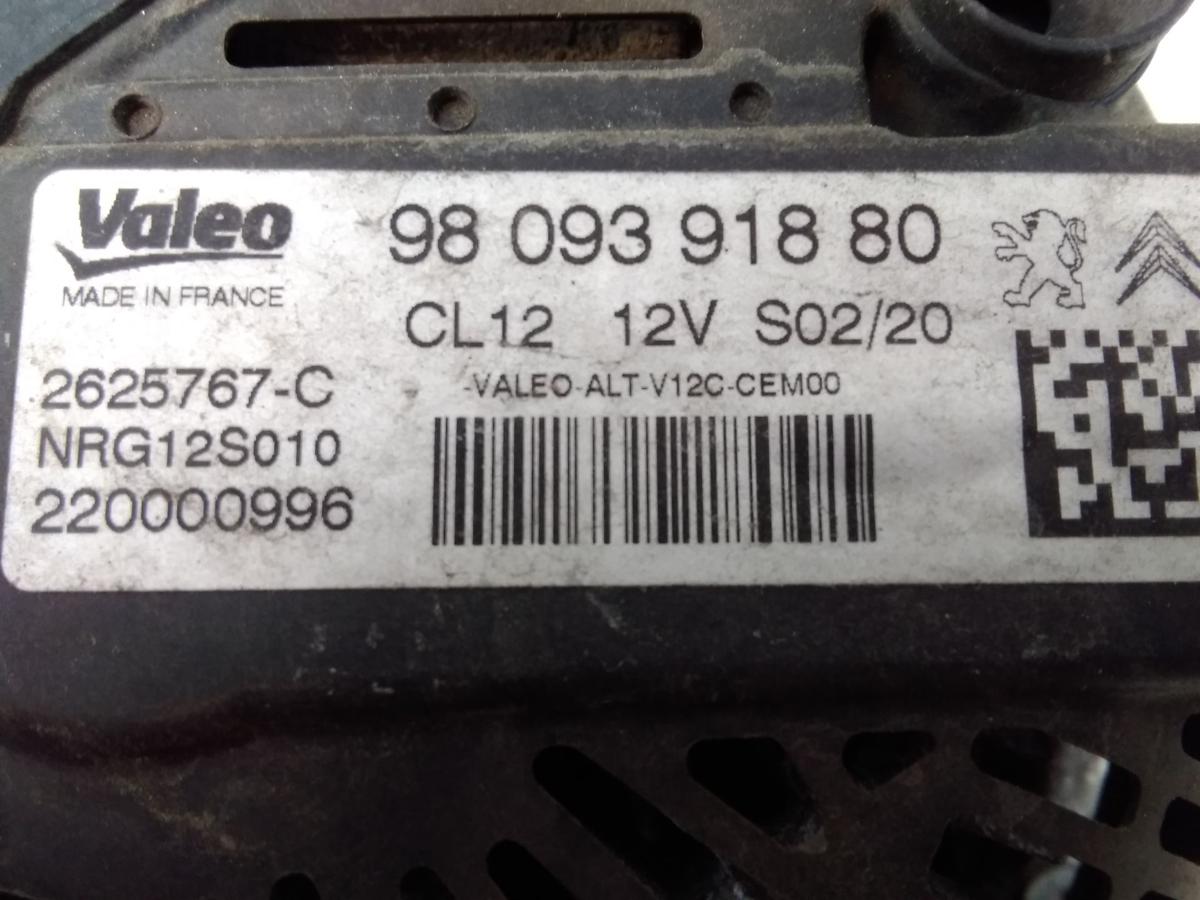 Valeo
MADE IN FRANCE
98 093 918 80
CL12 12V S02/20
-VALEO-ALT-V12C-CEM00
2625767-C
NRG12S010
220000996